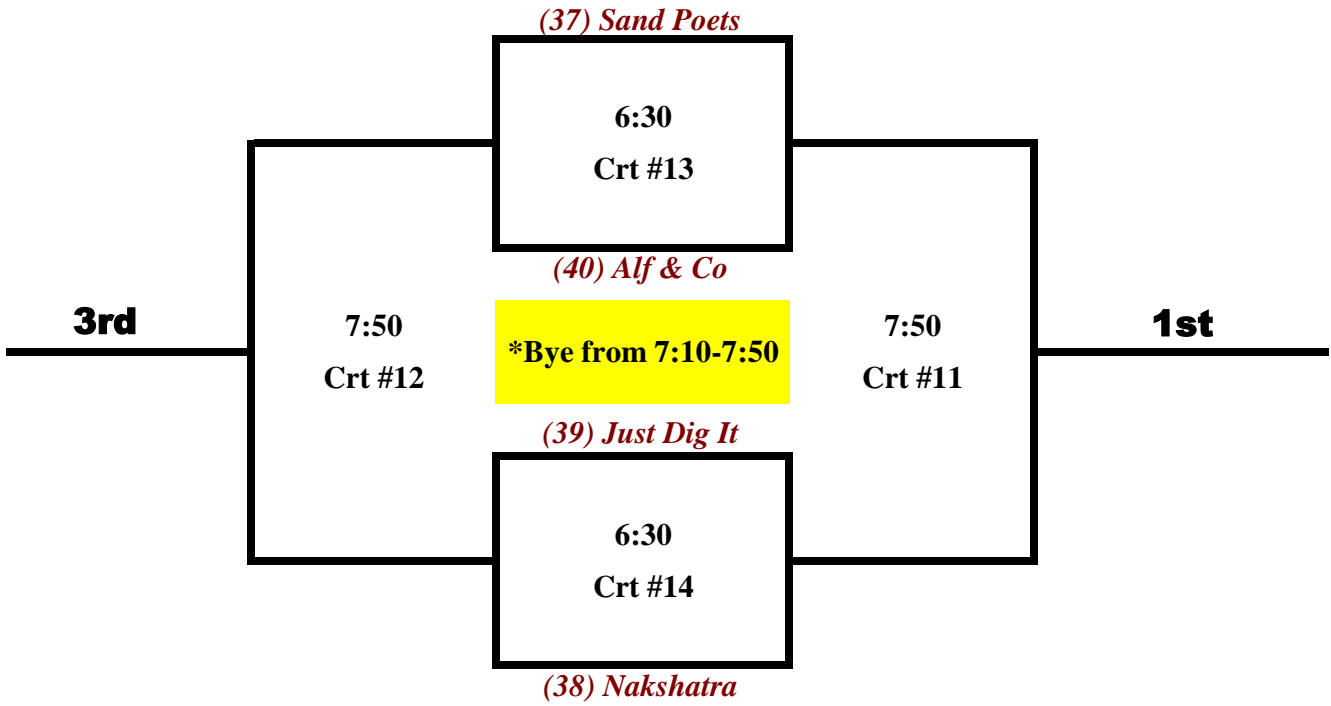 (37) Sand Poets
6:30
Crt #13
(40) Alf & Co
3rd
7:50
Crt #12
*Bye from 7:10-7:50
7:50
Crt #11
1st
(39) Just Dig It
6:30
Crt #14
(38) Nakshatra